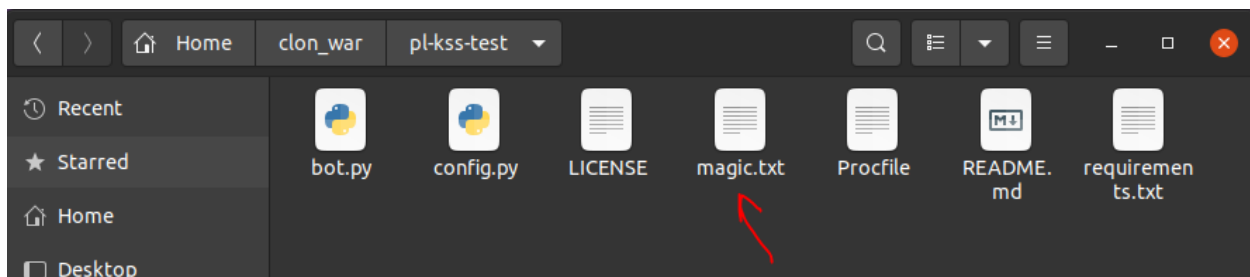 Home clon_war pl-kss-test
Recent
Starred
Home
Desktop
bot.py config.py LICENSE magic.txt Procfile README.
md requiremen
ts.txt
M↓